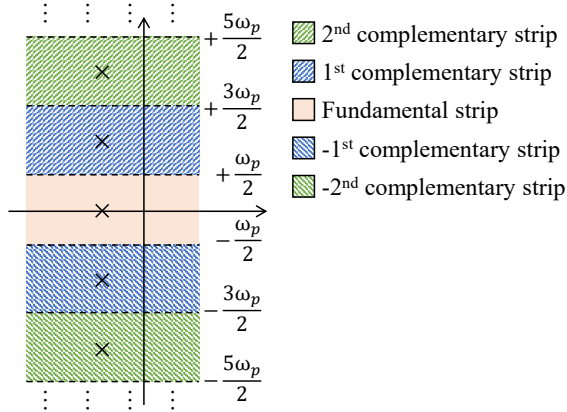 +5ωₚ/2
+3ωₚ/2
+ωₚ/2
-ωₚ/2
-3ωₚ/2
-5ωₚ/2
2nd complementary strip
1st complementary strip
Fundamental strip
-1st complementary strip
-2nd complementary strip